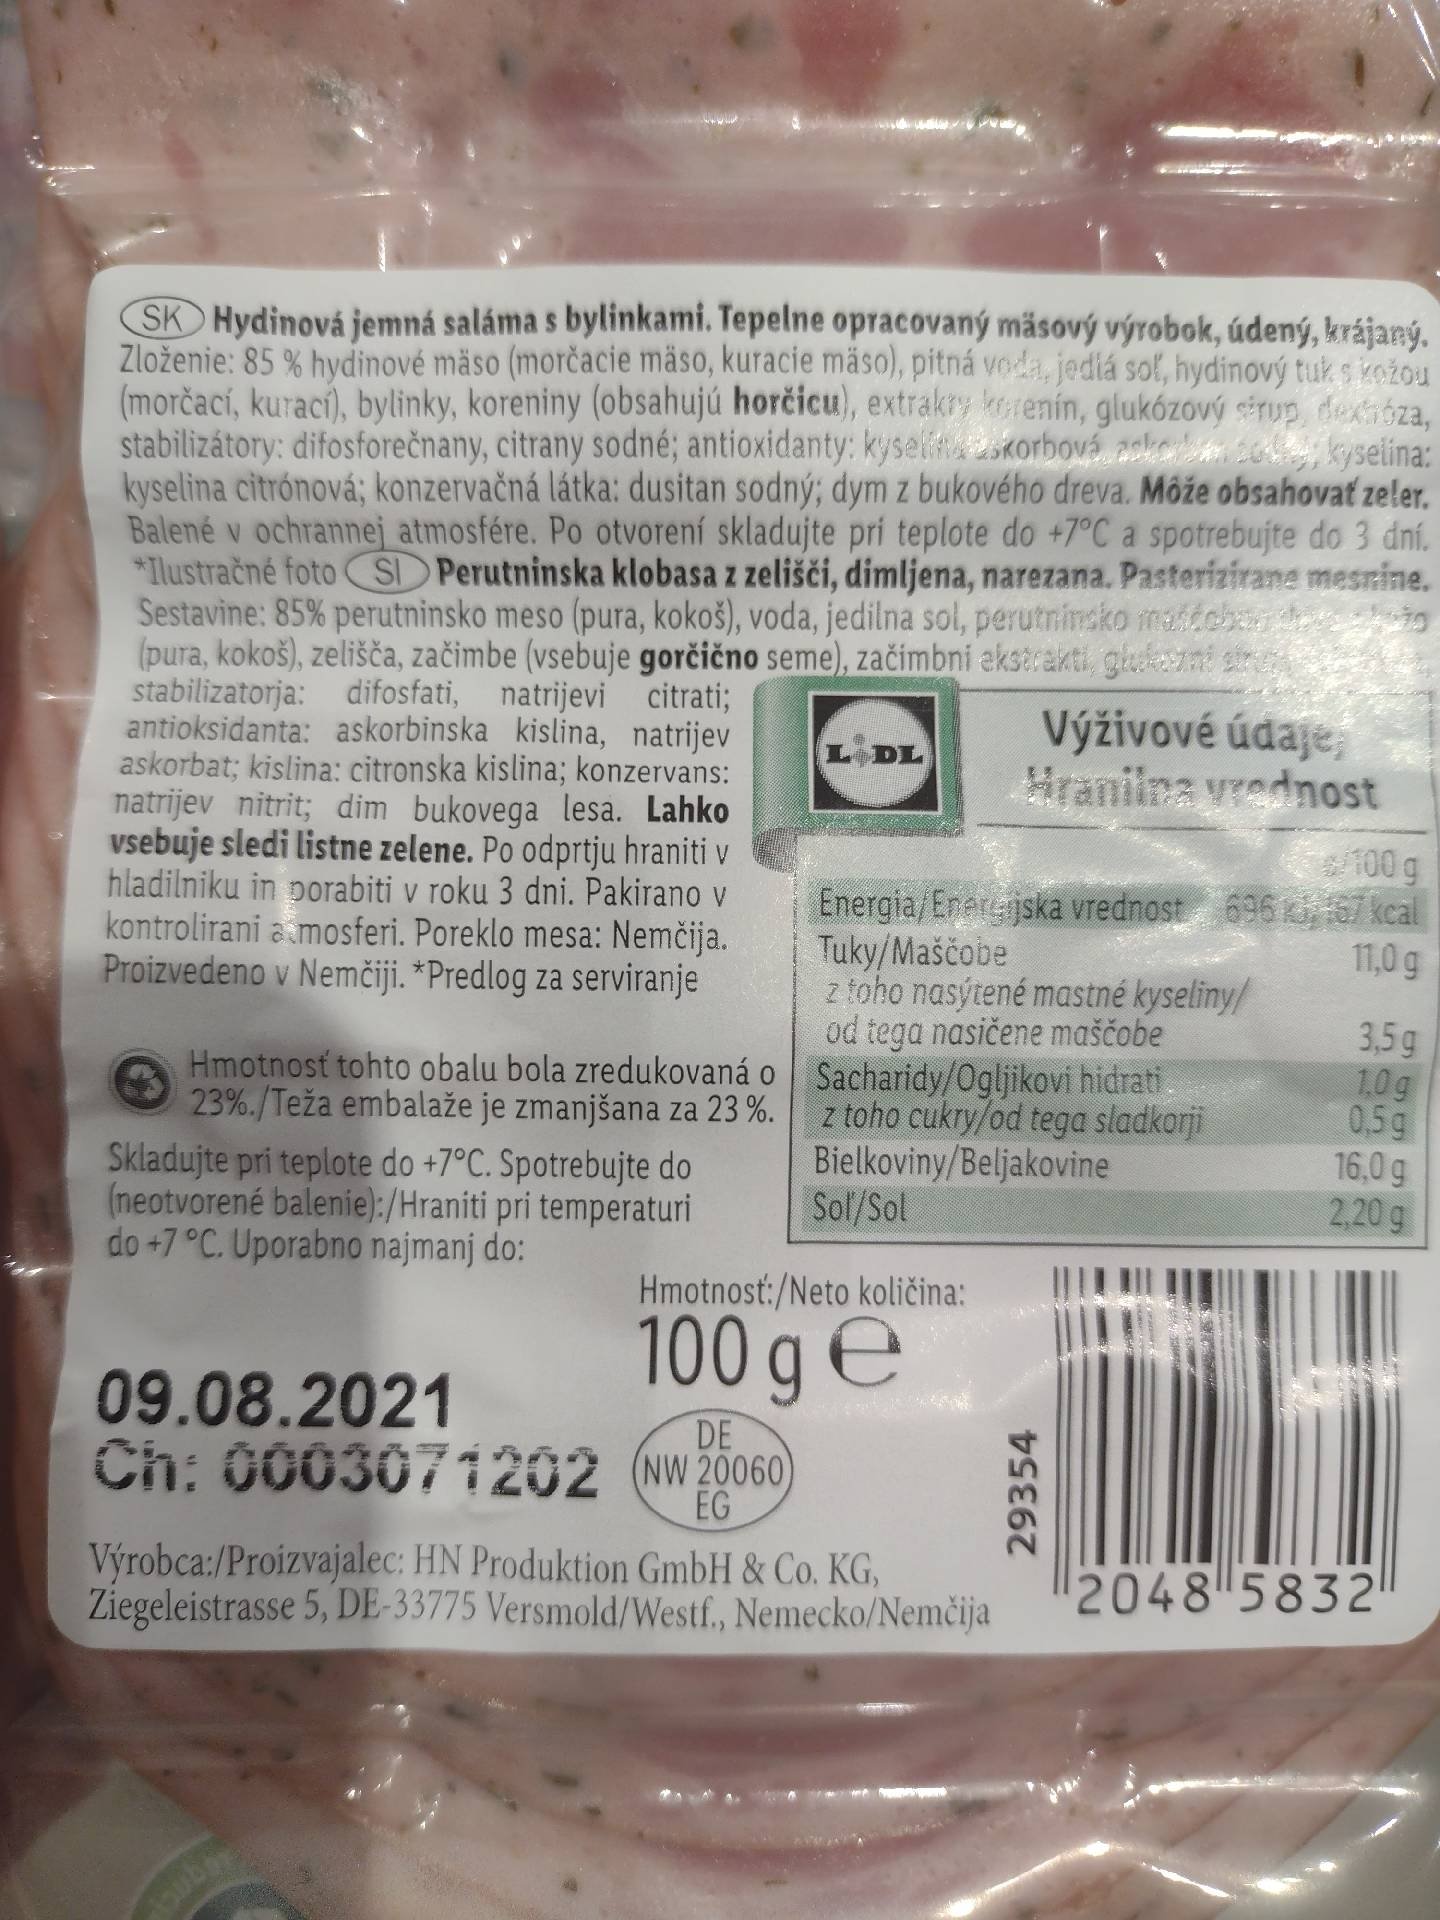 SK Hydinová jemná saláma s bylinkami. Tepelne opracovaný mäsový výrobok, údený, krájaný.
Zloženie: 85 % hydinové mäso (morčacie mäso, kuracie mäso), pitná voda, jedlá soľ, hydinový tuk s kožou
(morčací, kurací), bylinky, koreniny (obsahujú horčicu), extrakty korenín, glukózový sirup, dextróza,
stabilizátory: difosforečnany, citrany sodné; antioxidanty: kyselina askorbová, kyselina:
kyselina citrónová; konzervačná látka: dusitan sodný; dym z bukového dreva. Môže obsahovať zeler.
Balené v ochrannej atmosfére. Po otvorení skladujte pri teplote do +7°C a spotrebujte do 3 dní.
*Ilustračné foto SI Perutninska klobasa z zelišči, dimljena, narezana. Pasterizirane mesnine.
Sestavine: 85% perutninsko meso (pura, kokoš), voda, jedilna sol, perutninsko
(pura, kokoš), zelišča, začimbe (vsebuje gorčično seme), začimbni ekstrakti, glukozni
stabilizatorja: difosfati, natrijevi citrati;
antioksidanta: askorbinska kislina, natrijev
askorbat; kislina: citronska kislina; konzervans:
natrijev nitrit; dim bukovega lesa. Lahko
vsebuje sledi listne zelene. Po odprtju hraniti v
hladilniku in porabiti v roku 3 dni. Pakirano v
kontrolirani atmosferi. Poreklo mesa: Nemčija.
Proizvedeno v Nemčiji. *Predlog za serviranje
LIDL
Výživové údaje/
Hranilna vrednost
/100 g
Energia/Energijska vrednost 696 kJ, 167 kcal
Tuky/Maščobe 11,0 g
z toho nasýtené mastné kyseliny/
od tega nasičene maščobe 3,5 g
Sacharidy/Ogljikovi hidrati 1,0 g
z toho cukry/od tega sladkorji 0,5 g
Bielkoviny/Beljakovine 16,0 g
Soľ/Sol 2,20 g
Hmotnosť tohto obalu bola zredukovaná o
23%./Teža embalaže je zmanjšana za 23 %.
Skladujte pri teplote do +7°C. Spotrebujte do
(neotvorené balenie):/Hraniti pri temperaturi
do +7 °C. Uporabno najmanj do:
Hmotnosť:/Neto količina:
100 g e
09.08.2021
Ch: 0003071202
DE
NW 20060
EG
29354
2048 5832
Výrobca:/Proizvajalec: HN Produktion GmbH & Co. KG,
Ziegeleistrasse 5, DE-33775 Versmold/Westf., Nemecko/Nemčija